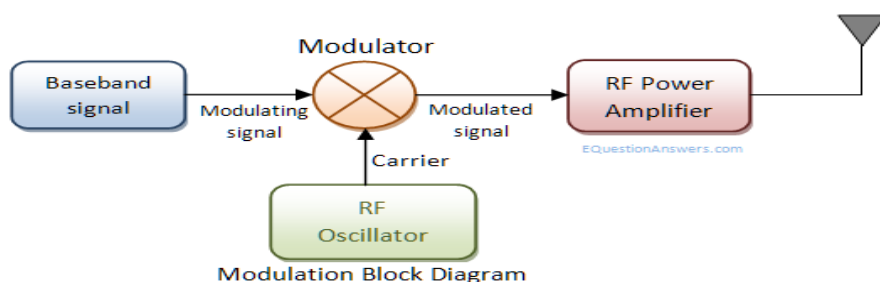 Modulator
Baseband
signal
Modulating
signal
Modulated
signal
RF Power
Amplifier
EQuestionAnswers.com
Carrier
RF
Oscillator
Modulation Block Diagram